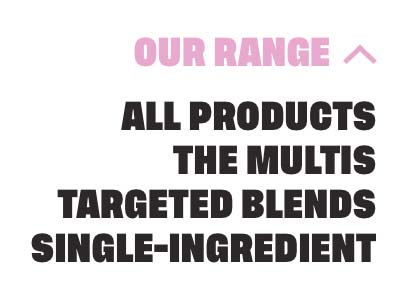 OUR RANGE
ALL PRODUCTS
THE MULTIS
TARGETED BLENDS
SINGLE-INGREDIENT